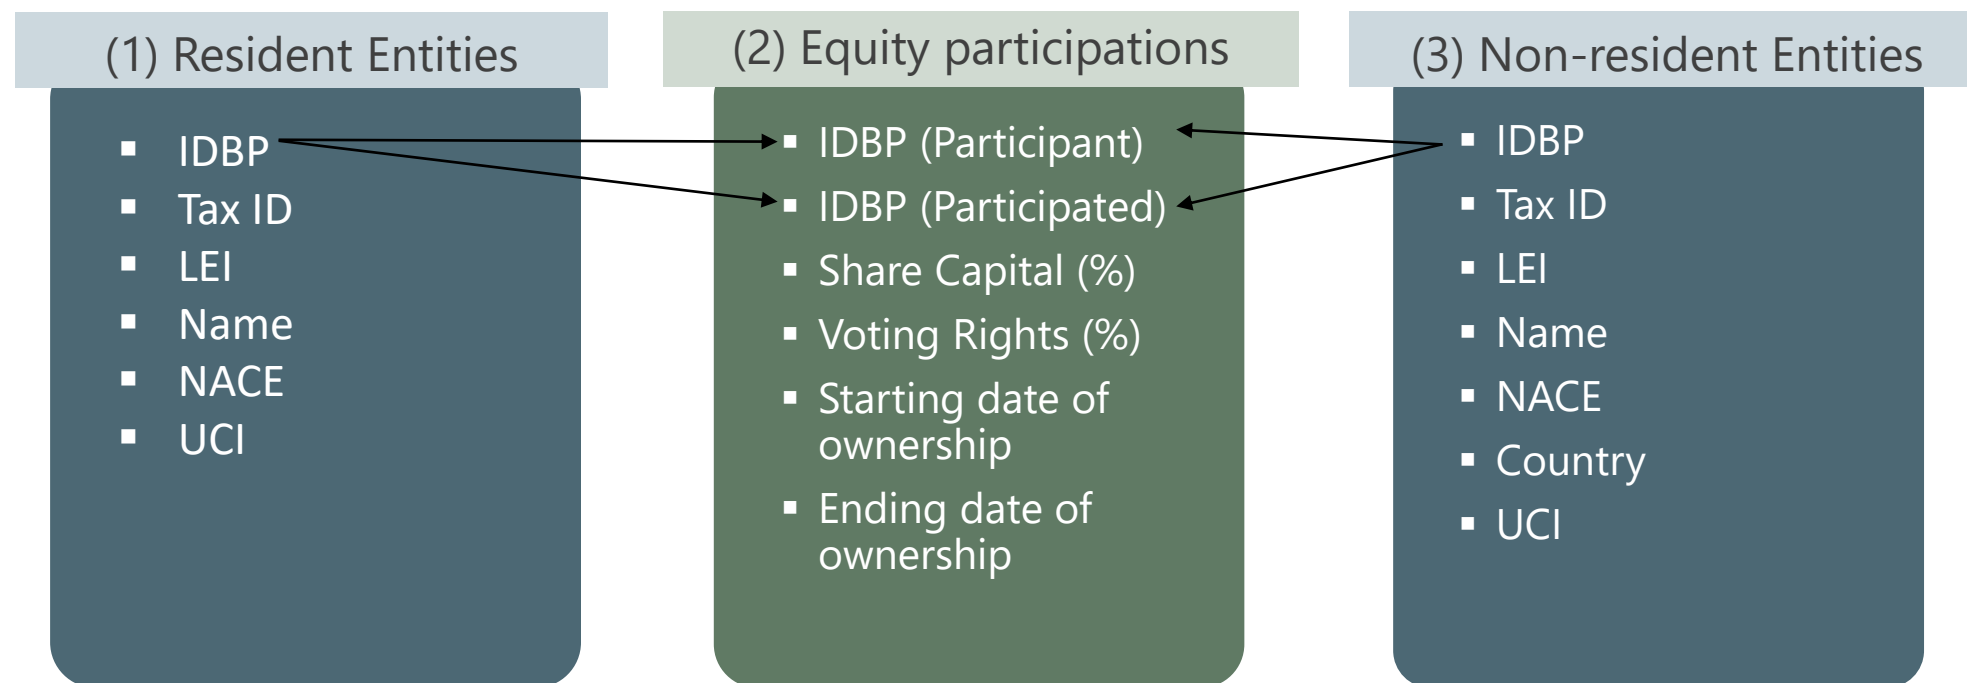 (1) Resident Entities
IDBP
Tax ID
LEI
Name
NACE
UCI
(2) Equity participations
IDBP (Participant)
IDBP (Participated)
Share Capital (%)
Voting Rights (%)
Starting date of
ownership
Ending date of
ownership
(3) Non-resident Entities
IDBP
Tax ID
LEI
Name
NACE
Country
UCI